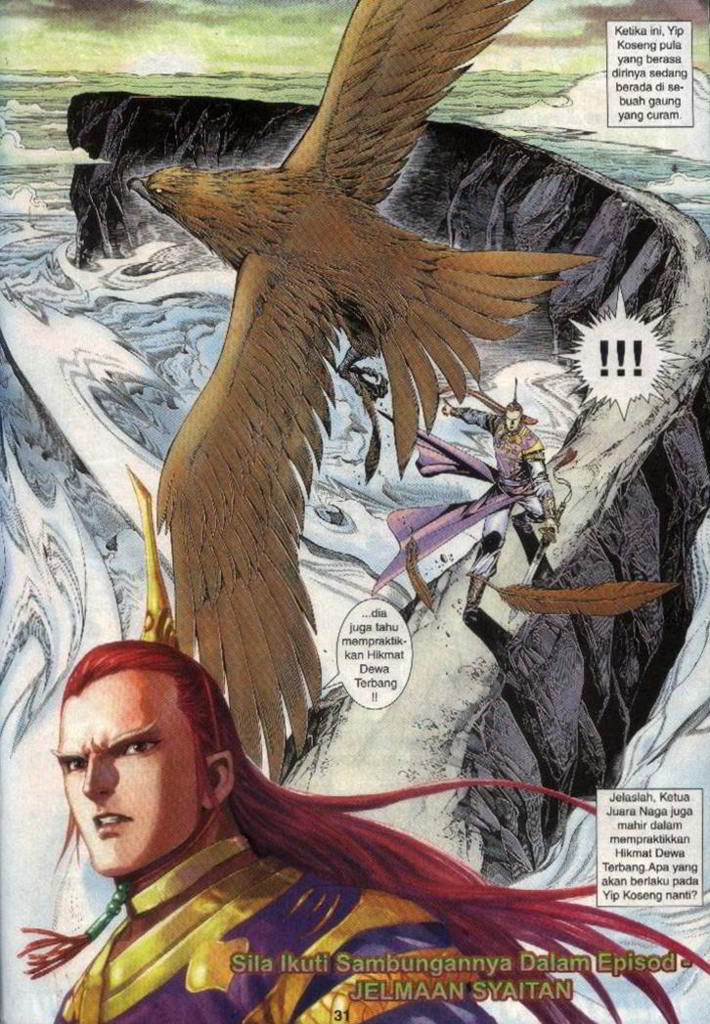 Ketika ini, Yip
Koseng pula
yang berasa
dirinya sedang
berada di se-
buah gaung
yang curam.
!!!
...dia
juga tahu
mempraktik-
kan Hikmat
Dewa
Terbang
!!
Jelaslah, Ketua
Juara Naga juga
mahir dalam
mempraktikkan
Hikmat Dewa
Terbang.Apa yang
akan berlaku pada
Yip Koseng nanti?
Sila Ikuti Sambungannya Dalam Episod -
JELMAAN SYAITAN
31